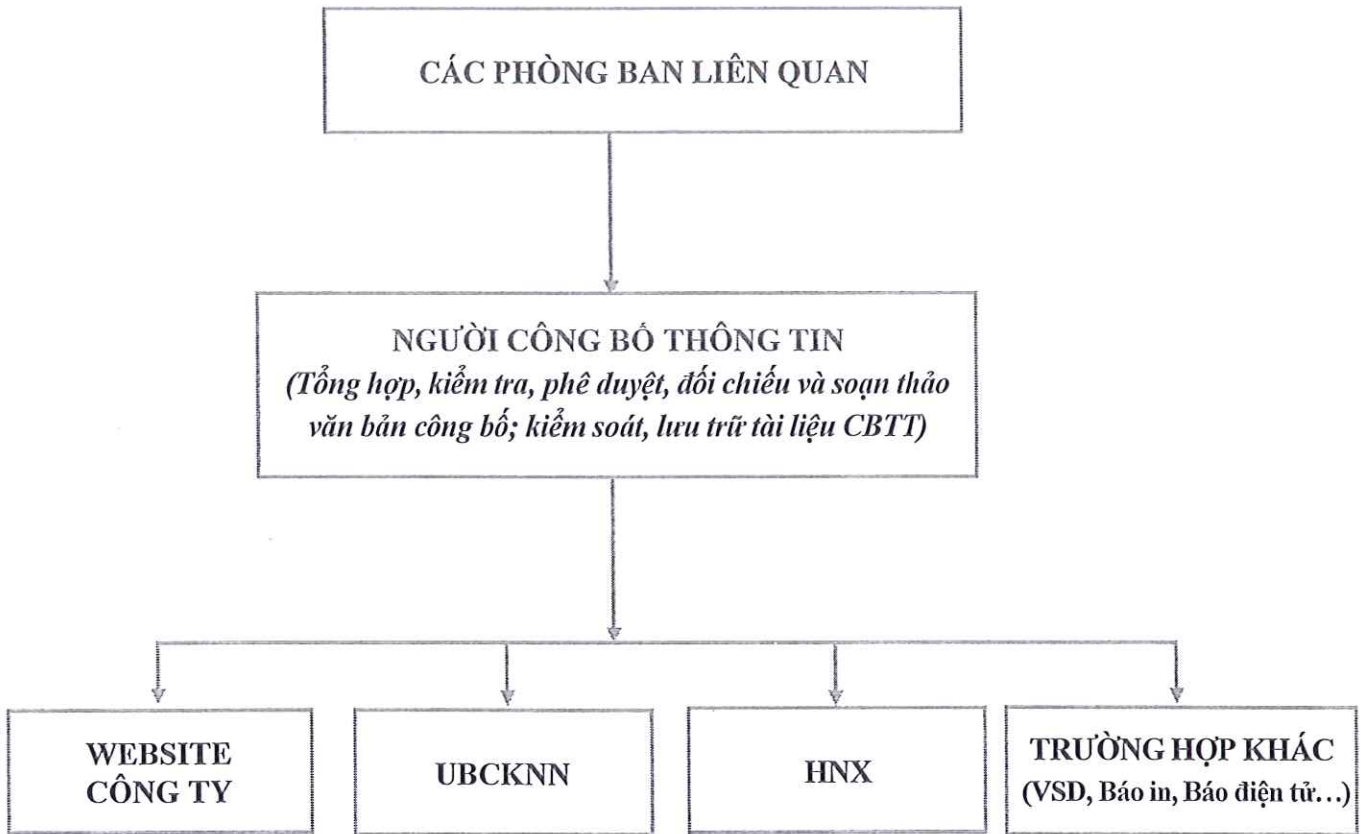 CÁC PHÒNG BAN LIÊN QUAN
NGƯỜI CÔNG BỐ THÔNG TIN
(Tổng hợp, kiểm tra, phê duyệt, đối chiếu và soạn thảo
văn bản công bố; kiểm soát, lưu trữ tài liệu CBTT)
WEBSITE
CÔNG TY
UBCKNN
HNX
TRƯỜNG HỢP KHÁC
(VSD, Báo in, Báo điện tử...)